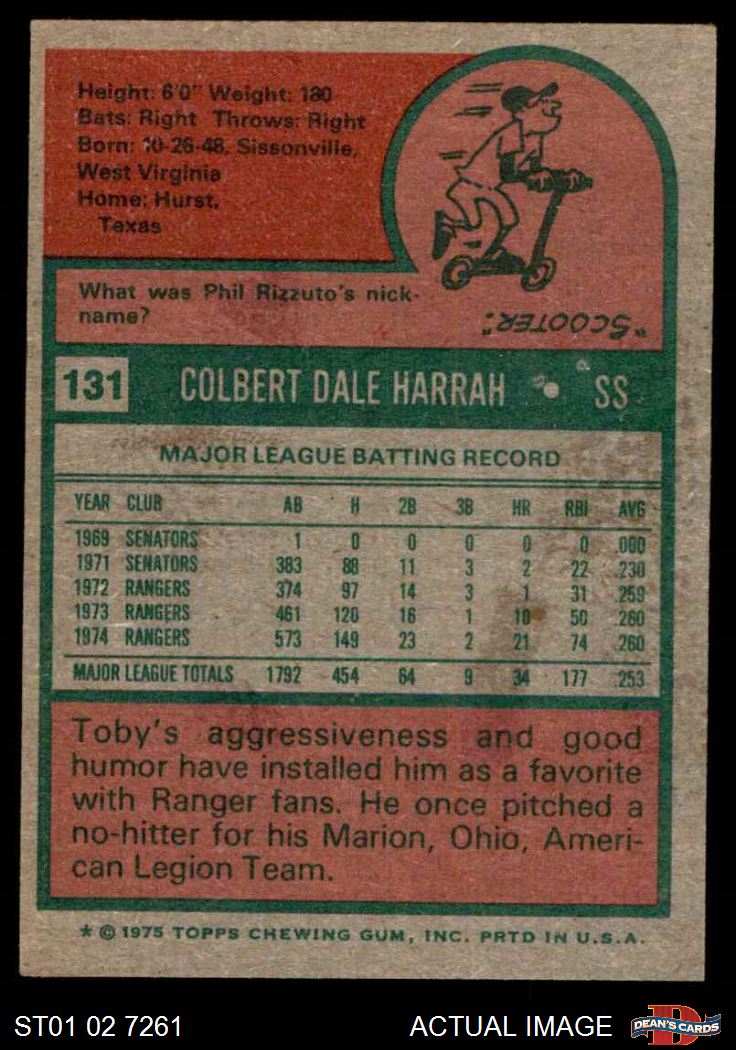 Height: 6'0" Weight: 180
Bats: Right Throws: Right
Born: 10-26-48, Sissonville,
West Virginia
Home: Hurst,
Texas
What was Phil Rizzuto's nick-
name?
"SCOOTER."
131 COLBERT DALE HARRAH • SS
MAJOR LEAGUE BATTING RECORD
YEAR CLUB AB H 2B 3B HR RBI AVG
1969 SENATORS 1 0 0 0 0 0 .000
1971 SENATORS 383 88 11 3 2 22 .230
1972 RANGERS 374 97 14 3 1 31 .259
1973 RANGERS 461 120 16 1 10 50 .260
1974 RANGERS 573 149 23 2 21 74 .260
MAJOR LEAGUE TOTALS 1792 454 64 9 34 177 .253
Toby's aggressiveness and good
humor have installed him as a favorite
with Ranger fans. He once pitched a
no-hitter for his Marion, Ohio, Ameri-
can Legion Team.
* © 1975 TOPPS CHEWING GUM, INC. PRTD IN U.S.A.
ST01 02 7261 ACTUAL IMAGE DEAN'S CARDS